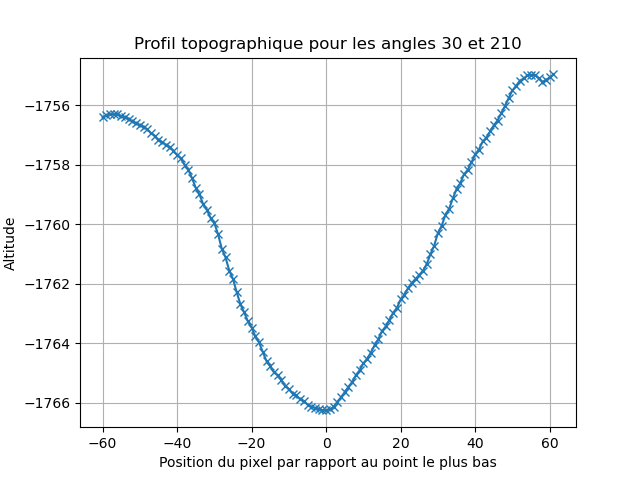 Profil topographique pour les angles 30 et 210
−1756
−1758
−1760
−1762
−1764
−1766
Altitude
−60 −40 −20 0 20 40 60
Position du pixel par rapport au point le plus bas